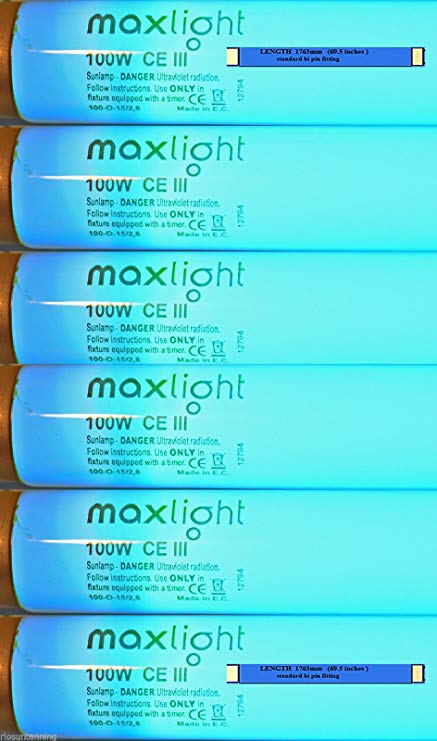 maxlight
LENGTH 1763mm (69.5 inches )
standard bi pin fitting
100W CE III
Sunlamp - DANGER Ultraviolet radiation.
Follow instructions. Use ONLY in
fixture equipped with a timer. CE
100-O-15/2,6 Made in E.C.
12794
maxlight
100W CE III
Sunlamp - DANGER Ultraviolet radiation.
Follow instructions. Use ONLY in
fixture equipped with a timer. CE
100-O-15/2,6 Made in E.C.
12794
maxlight
100W CE III
Sunlamp - DANGER Ultraviolet radiation.
Follow instructions. Use ONLY in
fixture equipped with a timer. CE
100-O-15/2,6 Made in E.C.
12794
maxlight
100W CE III
Sunlamp - DANGER Ultraviolet radiation.
Follow instructions. Use ONLY in
fixture equipped with a timer. CE
100-O-15/2,6 Made in E.C.
12794
maxlight
100W CE III
Sunlamp - DANGER Ultraviolet radiation.
Follow instructions. Use ONLY in
fixture equipped with a timer. CE
100-O-15/2,6 Made in E.C.
12794
maxlight
LENGTH 1763mm (69.5 inches )
standard bi pin fitting
100W CE III
Sunlamp - DANGER Ultraviolet radiation.
Follow instructions. Use ONLY in
fixture equipped with a timer. CE
100-O-15/2,6 Made in E.C.
12794
riosuntanning